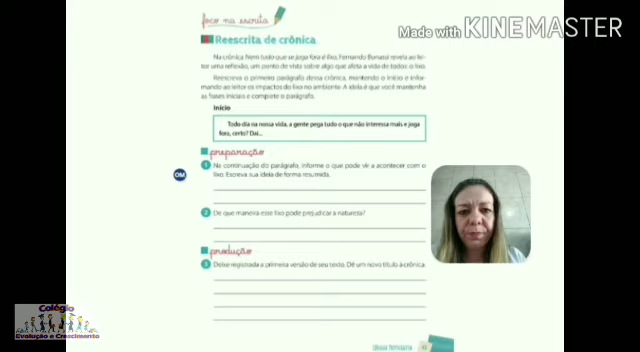 foco na escrita
Made with KINEMASTER
Reescrita de crônica
Na crônica Nem tudo que se joga fora é lixo, Fernando Bonassi revela ao lei-
tor uma reflexão, um ponto de vista sobre algo que afeta a vida de todos: o lixo.
Reescreva o primeiro parágrafo dessa crônica, mantendo o início e infor-
mando ao leitor os impactos do lixo no ambiente. A ideia é que você mantenha
as frases iniciais e complete o parágrafo.
Início
Todo dia na nossa vida, a gente pega tudo o que não interessa mais e joga
fora, certo? Daí...
preparação
1 Na continuação do parágrafo, informe o que pode vir a acontecer com o
lixo. Escreva sua ideia de forma resumida.
OM
2 De que maneira esse lixo pode prejudicar a natureza?
produção
3 Deixe registrada a primeira versão de seu texto. Dê um novo título à crônica.
Colégio
Evolução e Crescimento